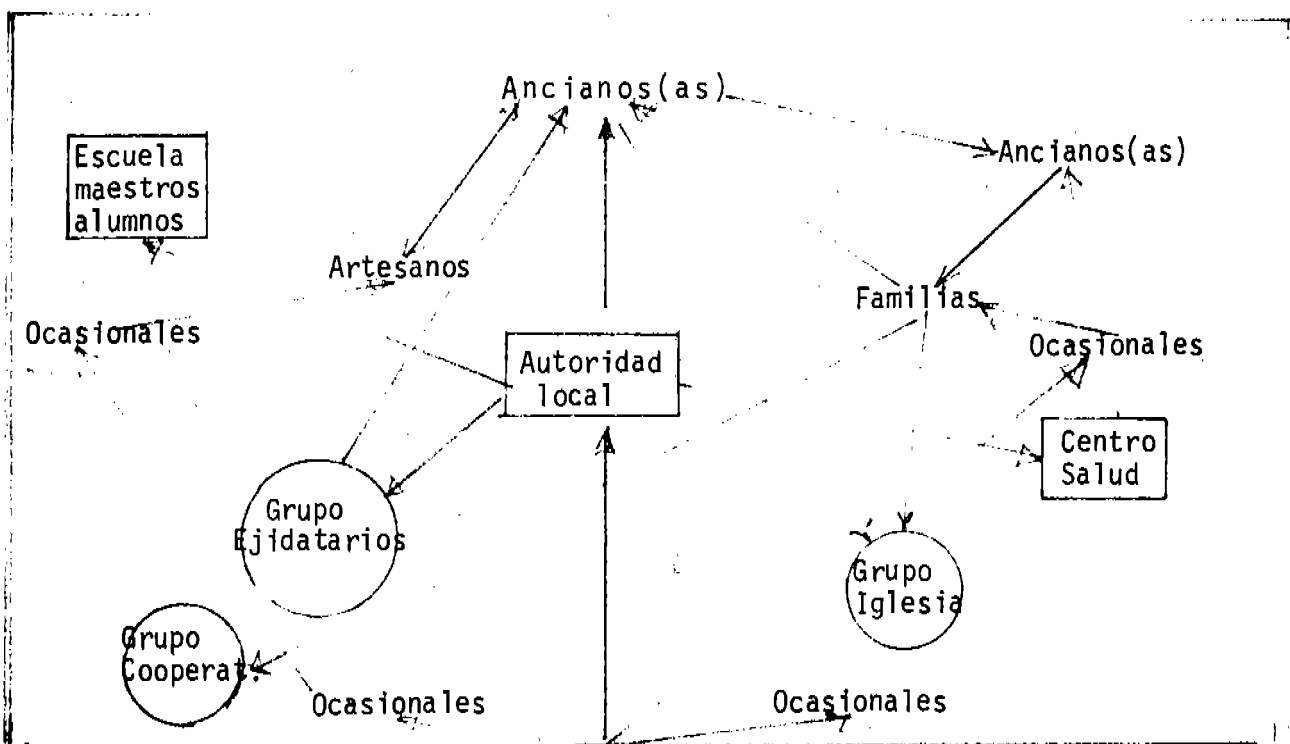 Ancianos(as)
Ancianos(as)
Escuela
maestros
alumnos
Artesanos
Familias
Ocasionales
Ocasionales
Autoridad
local
Centro
Salud
Grupo
Ejidatarios
Grupo
Iglesia
Grupo
Cooperat.
Ocasionales
Ocasionales